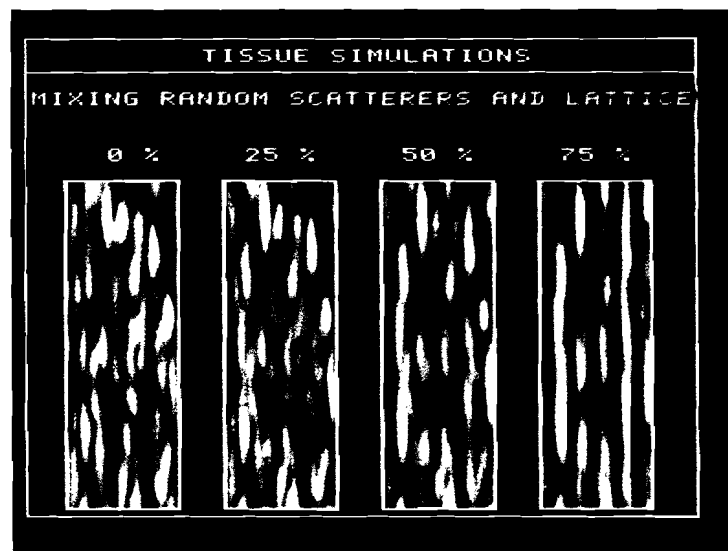 TISSUE SIMULATIONS
MIXING RANDOM SCATTERERS AND LATTICE
0 % 25 % 50 % 75 %